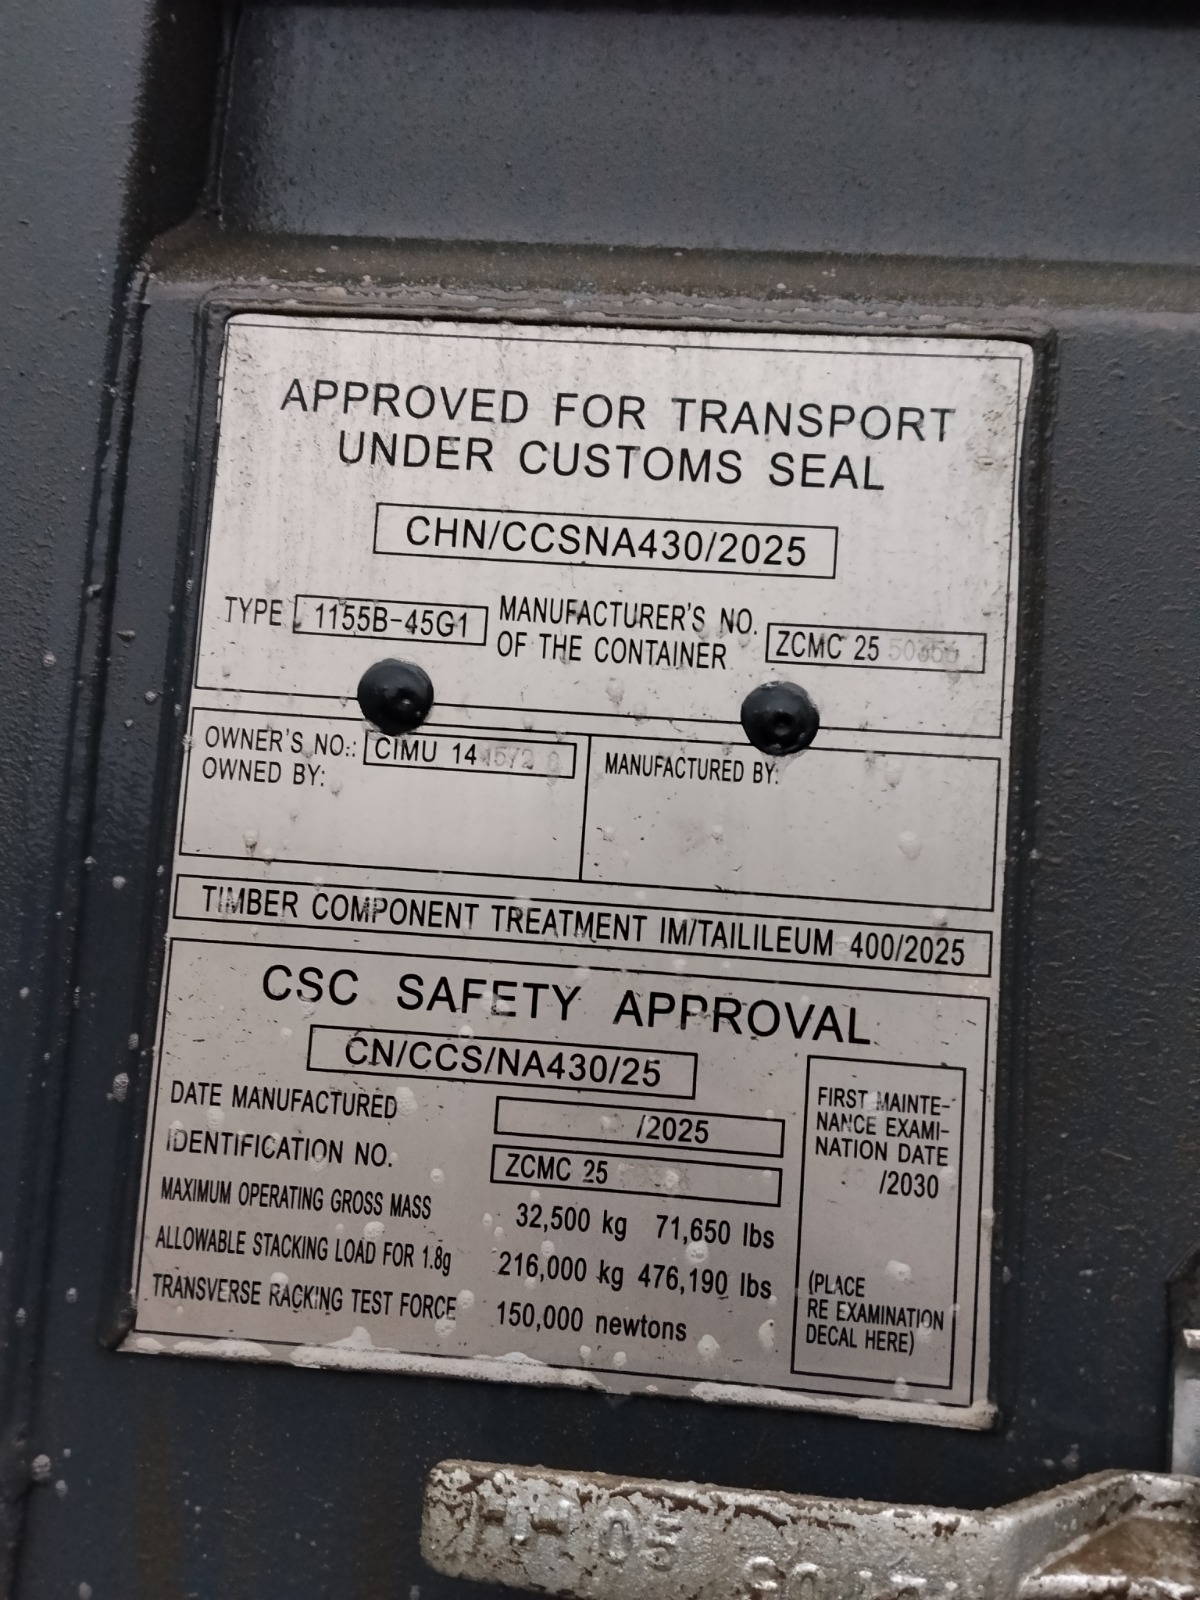 APPROVED FOR TRANSPORT
UNDER CUSTOMS SEAL
CHN/CCSNA430/2025
TYPE 1155B-45G1 MANUFACTURER'S NO. OF THE CONTAINER ZCMC 25
OWNER'S NO.: CIMU 14
OWNED BY:
MANUFACTURED BY:
TIMBER COMPONENT TREATMENT IM/TAILILEUM 400/2025
CSC SAFETY APPROVAL
CN/CCS/NA430/25
DATE MANUFACTURED /2025
IDENTIFICATION NO. ZCMC 25
MAXIMUM OPERATING GROSS MASS 32,500 kg 71,650 lbs
ALLOWABLE STACKING LOAD FOR 1.8g 216,000 kg 476,190 lbs
TRANSVERSE RACKING TEST FORCE 150,000 newtons
FIRST MAINTE-
NANCE EXAMI-
NATION DATE
/2030
(PLACE
RE EXAMINATION
DECAL HERE)